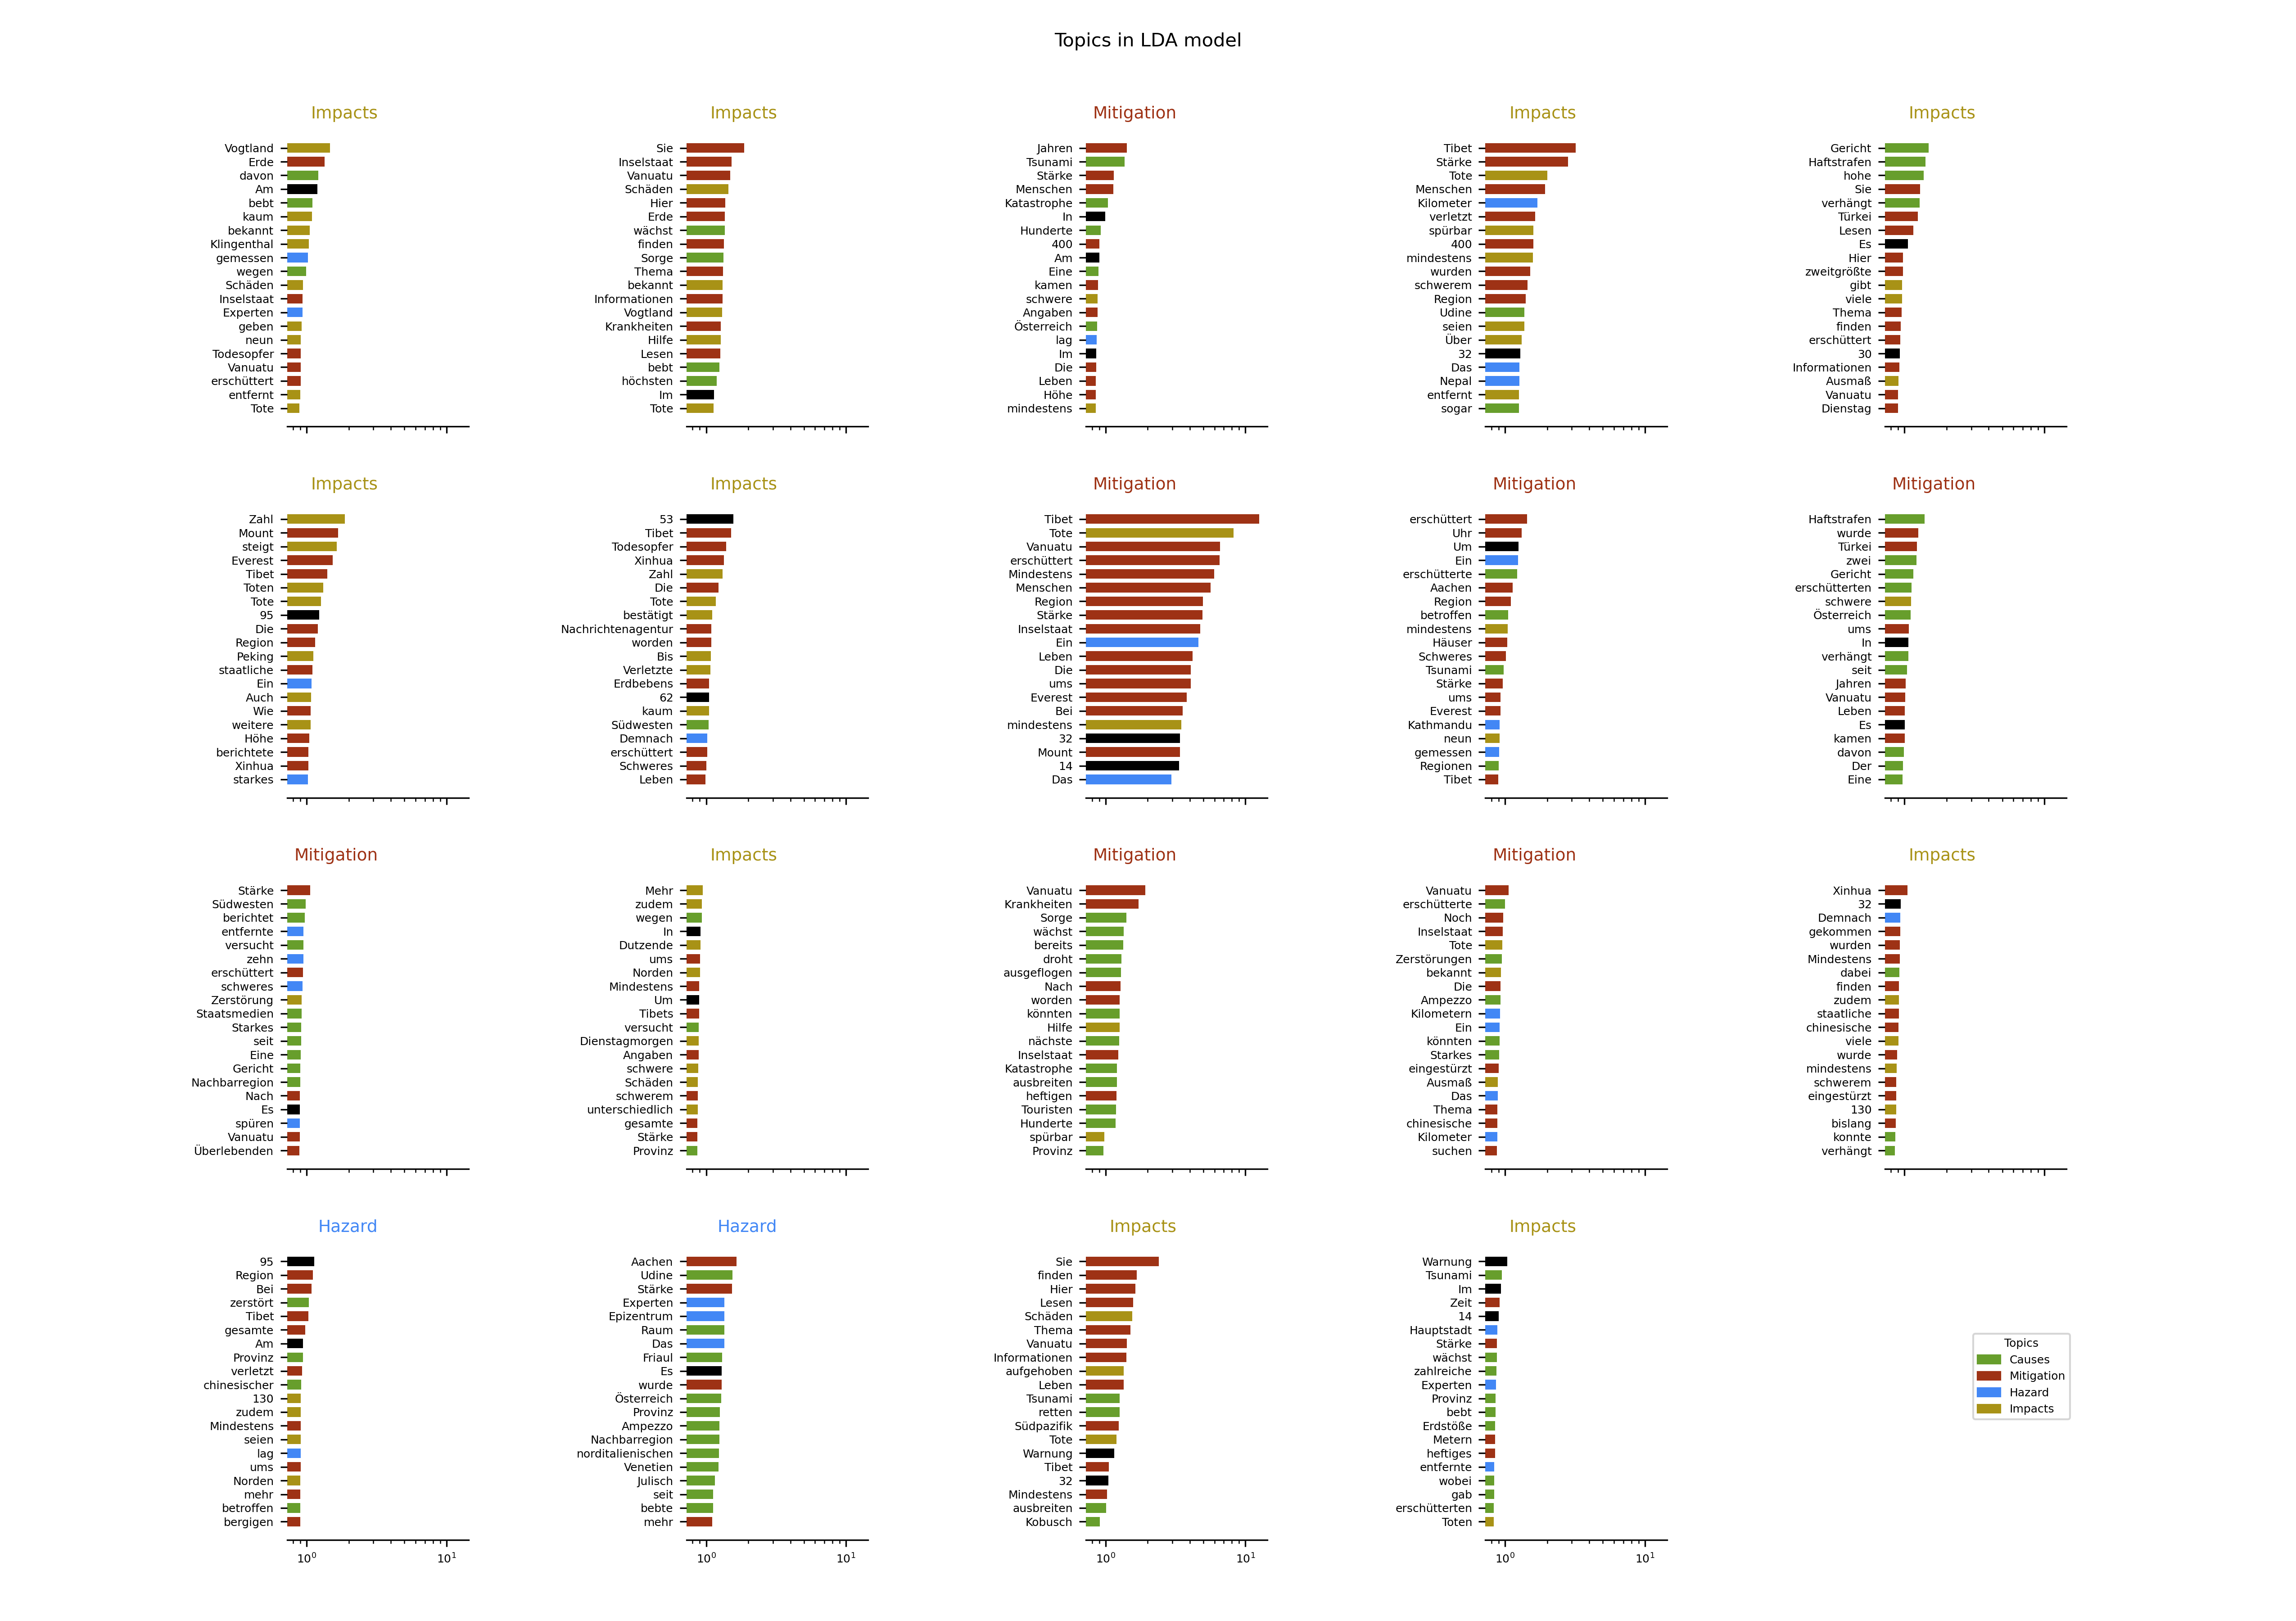 Topics in LDA model
Impacts
Vogtland
Erde
davon
Am
bebt
kaum
bekannt
Klingenthal
gemessen
wegen
Schäden
Inselstaat
Experten
geben
neun
Todesopfer
Vanuatu
erschüttert
entfernt
Tote
Impacts
Sie
Inselstaat
Vanuatu
Schäden
Hier
Erde
wächst
finden
Sorge
Thema
bekannt
Informationen
Vogtland
Krankheiten
Hilfe
Lesen
bebt
höchsten
Im
Tote
Mitigation
Jahren
Tsunami
Stärke
Menschen
Katastrophe
In
Hunderte
400
Am
Eine
kamen
schwere
Angaben
Österreich
lag
Im
Die
Leben
Höhe
mindestens
Impacts
Tibet
Stärke
Tote
Menschen
Kilometer
verletzt
spürbar
400
mindestens
wurden
schwerem
Region
Udine
seien
Über
32
Das
Nepal
entfernt
sogar
Impacts
Gericht
Haftstrafen
hohe
Sie
verhängt
Türkei
Lesen
Es
Hier
zweitgrößte
gibt
viele
Thema
finden
erschüttert
30
Informationen
Ausmaß
Vanuatu
Dienstag
Impacts
Zahl
Mount
steigt
Everest
Tibet
Toten
Tote
95
Die
Region
Peking
staatliche
Ein
Auch
Wie
weitere
Höhe
berichtete
Xinhua
starkes
Impacts
53
Tibet
Todesopfer
Xinhua
Zahl
Die
Tote
bestätigt
Nachrichtenagentur
worden
Bis
Verletzte
Erdbebens
62
kaum
Südwesten
Demnach
erschüttert
Schweres
Leben
Mitigation
Tibet
Tote
Vanuatu
erschüttert
Mindestens
Menschen
Region
Stärke
Inselstaat
Ein
Leben
Die
ums
Everest
Bei
mindestens
32
Mount
14
Das
Mitigation
erschüttert
Uhr
Um
Ein
erschütterte
Aachen
Region
betroffen
mindestens
Häuser
Schweres
Tsunami
Stärke
ums
Everest
Kathmandu
neun
gemessen
Regionen
Tibet
Mitigation
Haftstrafen
wurde
Türkei
zwei
Gericht
erschütterten
schwere
Österreich
ums
In
verhängt
seit
Jahren
Vanuatu
Leben
Es
kamen
davon
Der
Eine
Mitigation
Stärke
Südwesten
berichtet
entfernte
versucht
zehn
erschüttert
schweres
Zerstörung
Staatsmedien
Starkes
seit
Eine
Gericht
Nachbarregion
Nach
Es
spüren
Vanuatu
Überlebenden
Impacts
Mehr
zudem
wegen
In
Dutzende
ums
Norden
Mindestens
Um
Tibets
versucht
Dienstagmorgen
Angaben
schwere
Schäden
schwerem
unterschiedlich
gesamte
Stärke
Provinz
Mitigation
Vanuatu
Krankheiten
Sorge
wächst
bereits
droht
ausgeflogen
Nach
worden
könnten
Hilfe
nächste
Inselstaat
Katastrophe
ausbreiten
heftigen
Touristen
Hunderte
spürbar
Provinz
Mitigation
Vanuatu
erschütterte
Noch
Inselstaat
Tote
Zerstörungen
bekannt
Die
Ampezzo
Kilometern
Ein
könnten
Starkes
eingestürzt
Ausmaß
Das
Thema
chinesische
Kilometer
suchen
Impacts
Xinhua
32
Demnach
gekommen
wurden
Mindestens
dabei
finden
zudem
staatliche
chinesische
viele
wurde
mindestens
schwerem
eingestürzt
130
bislang
konnte
verhängt
Hazard
95
Region
Bei
zerstört
Tibet
gesamte
Am
Provinz
verletzt
chinesischer
130
zudem
Mindestens
seien
lag
ums
Norden
mehr
betroffen
bergigen
10⁰ 10¹
Hazard
Aachen
Udine
Stärke
Experten
Epizentrum
Raum
Das
Friaul
Es
wurde
Österreich
Provinz
Ampezzo
Nachbarregion
norditalienischen
Venetien
Julisch
seit
bebte
mehr
10⁰ 10¹
Impacts
Sie
finden
Hier
Lesen
Schäden
Thema
Vanuatu
Informationen
aufgehoben
Leben
Tsunami
retten
Südpazifik
Tote
Warnung
Tibet
32
Mindestens
ausbreiten
Kobusch
10⁰ 10¹
Impacts
Warnung
Tsunami
Im
Zeit
14
Hauptstadt
Stärke
wächst
zahlreiche
Experten
Provinz
bebt
Erdstöße
Metern
heftiges
entfernte
wobei
gab
erschütterten
Toten
10⁰ 10¹
Topics
Causes
Mitigation
Hazard
Impacts